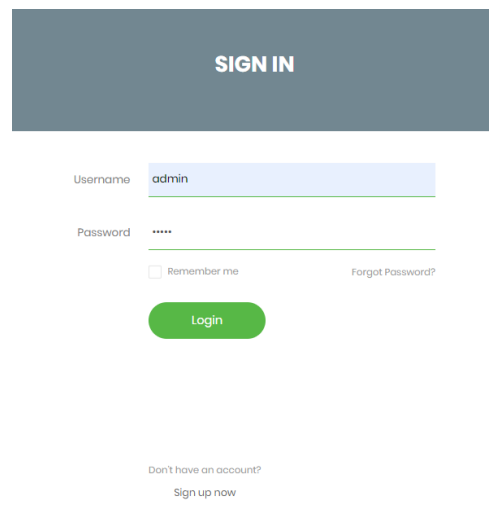 SIGN IN
Username admin
Password •••••
Remember me Forgot Password?
Login
Don't have an account?
Sign up now